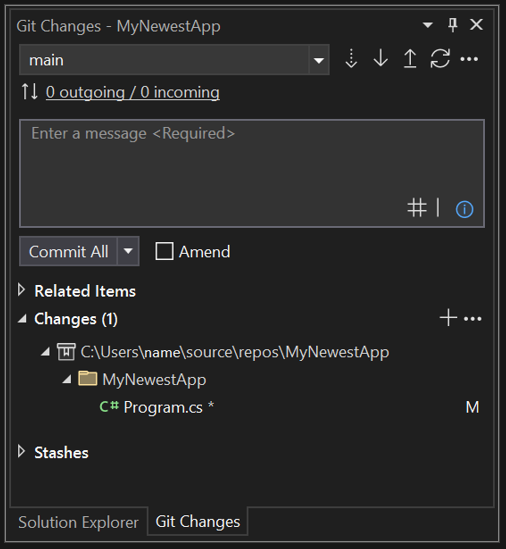 Git Changes - MyNewestApp
main
0 outgoing / 0 incoming
Enter a message <Required>
Commit All Amend
Related Items
Changes (1)
C:\Users\name\source\repos\MyNewestApp
MyNewestApp
C# Program.cs * M
Stashes
Solution Explorer Git Changes